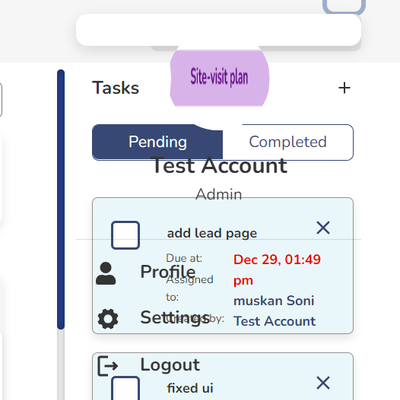 Site-visit plan
Tasks
Pending
Completed
Test Account
Admin
add lead page
Due at:
Dec 29, 01:49
pm
Profile
Assigned
to:
muskan Soni
Settings
Created by:
Test Account
Logout
fixed ui